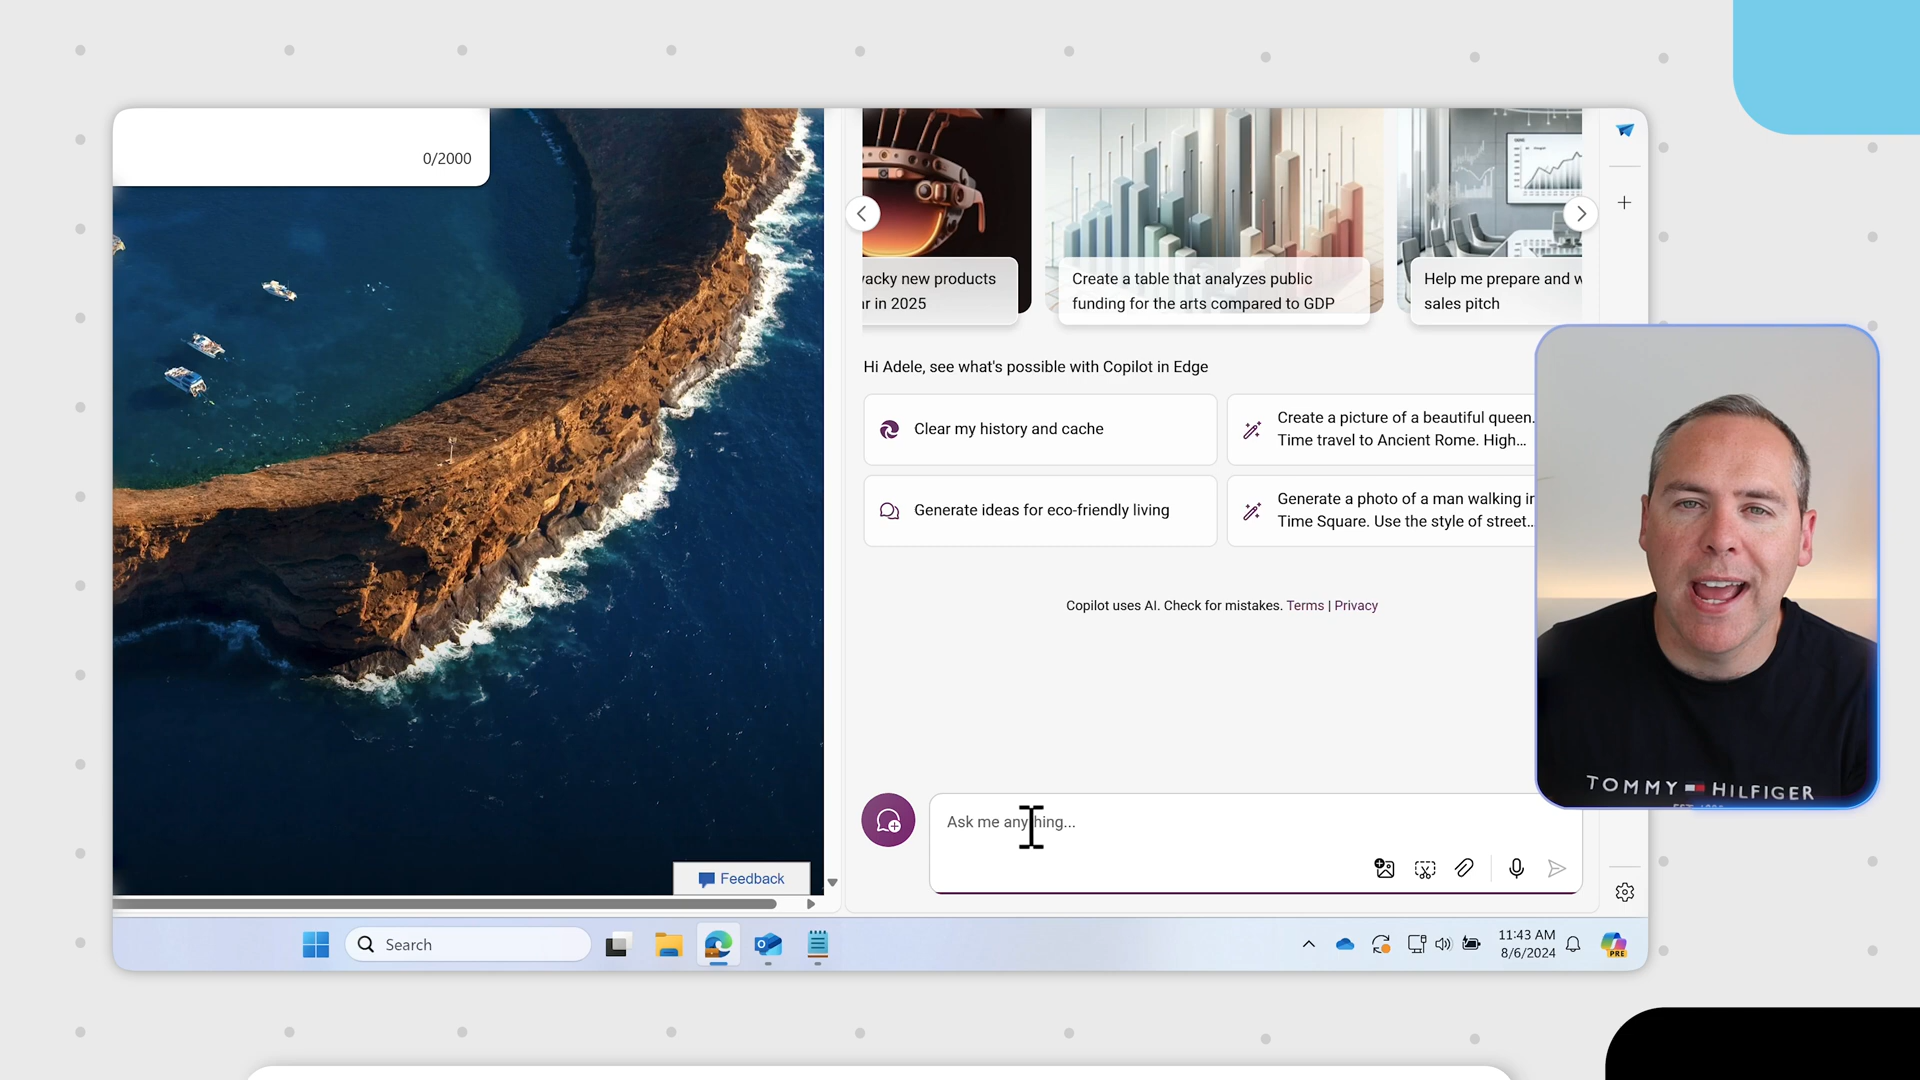 0/2000
acky new products
r in 2025
Create a table that analyzes public
funding for the arts compared to GDP
Help me prepare and w
sales pitch
Hi Adele, see what's possible with Copilot in Edge
Clear my history and cache
Create a picture of a beautiful queen.
Time travel to Ancient Rome. High...
Generate ideas for eco-friendly living
Generate a photo of a man walking in
Time Square. Use the style of street...
Copilot uses AI. Check for mistakes. Terms | Privacy
TOMMY HILFIGER
Ask me anything...
Feedback
Search
11:43 AM
8/6/2024
PRE